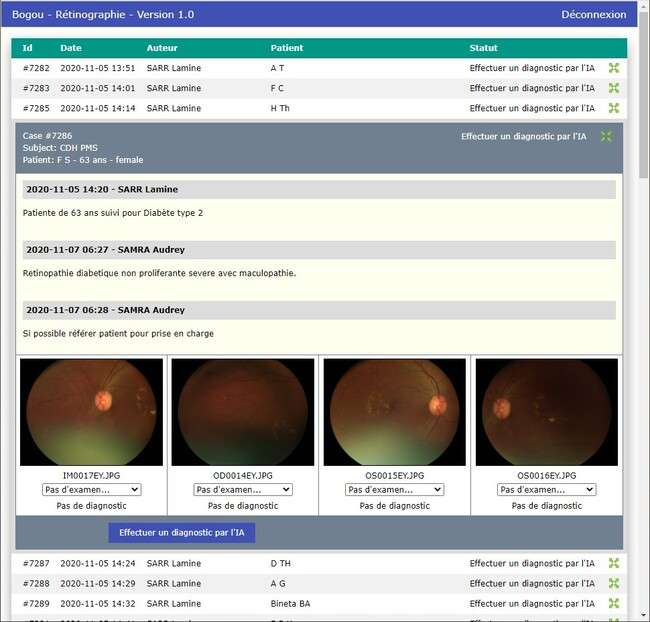 Bogou - Rétinographie - Version 1.0 Déconnexion
Id Date Auteur Patient Statut
#7282 2020-11-05 13:51 SARR Lamine A T Effectuer un diagnostic par l'IA
#7283 2020-11-05 14:01 SARR Lamine F C Effectuer un diagnostic par l'IA
#7285 2020-11-05 14:14 SARR Lamine H Th Effectuer un diagnostic par l'IA
Case #7286 Effectuer un diagnostic par l'IA
Subject: CDH PMS
Patient: F S - 63 ans - female
2020-11-05 14:20 - SARR Lamine
Patiente de 63 ans suivi pour Diabète type 2
2020-11-07 06:27 - SAMRA Audrey
Retinopathie diabetique non proliferante severe avec maculopathie.
2020-11-07 06:28 - SAMRA Audrey
Si possible référer patient pour prise en charge
IM0017EY.JPG OD0014EY.JPG OS0015EY.JPG OS0016EY.JPG
Pas d'examen... Pas d'examen... Pas d'examen... Pas d'examen...
Pas de diagnostic Pas de diagnostic Pas de diagnostic Pas de diagnostic
Effectuer un diagnostic par l'IA
#7287 2020-11-05 14:24 SARR Lamine D TH Effectuer un diagnostic par l'IA
#7288 2020-11-05 14:29 SARR Lamine A G Effectuer un diagnostic par l'IA
#7289 2020-11-05 14:32 SARR Lamine Bineta BA Effectuer un diagnostic par l'IA